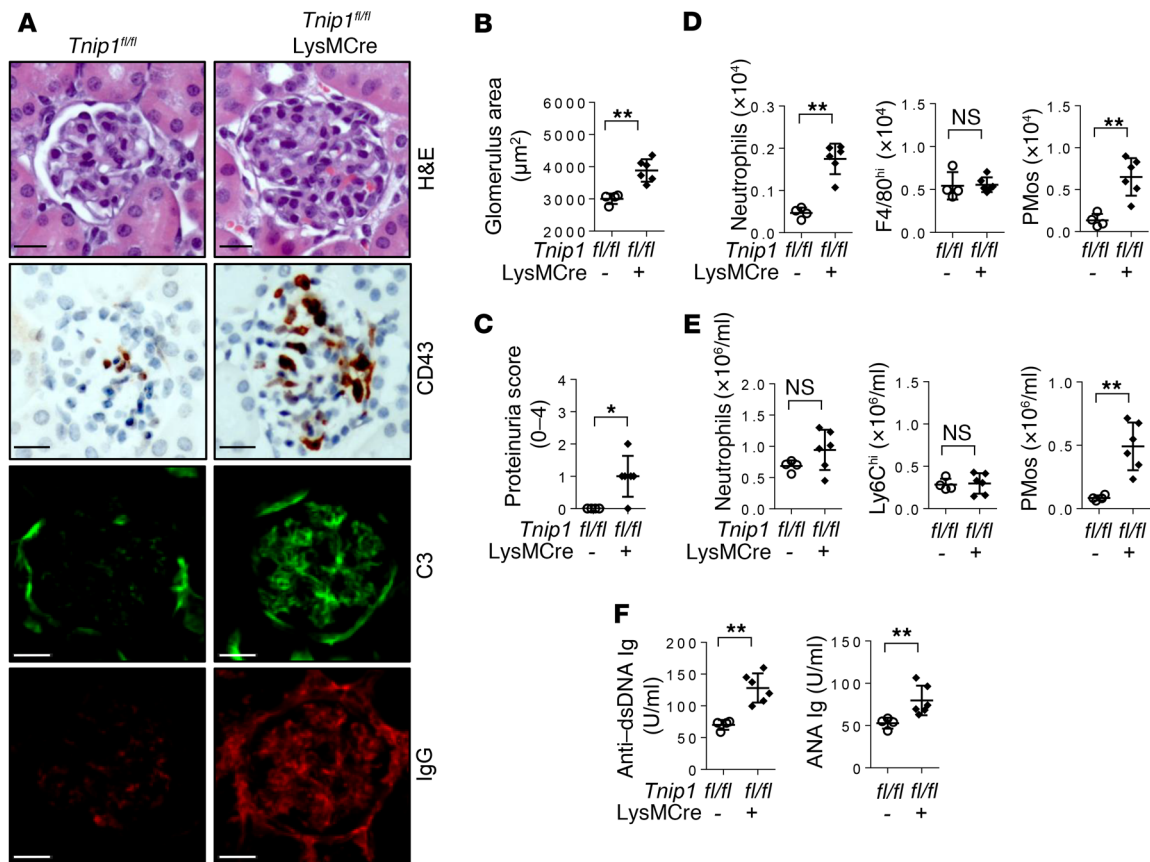 A
Tnip1fl/fl
Tnip1fl/fl
LysMCre
H&E
CD43
C3
IgG
B
Glomerulus area
(μm2)
6000
5000
4000
3000
2000
**
Tnip1 fl/fl fl/fl
LysMCre - +
C
Proteinuria score
(0–4)
4
3
2
1
0
*
Tnip1 fl/fl fl/fl
LysMCre - +
D
Neutrophils (×10⁴)
0.3
0.2
0.1
0.0
**
Tnip1 fl/fl fl/fl
LysMCre - +
F4/80hi (×10⁴)
1.5
1.0
0.5
0.0
NS
fl/fl fl/fl
- +
PMos (×10⁴)
1.5
1.0
0.5
0.0
**
fl/fl fl/fl
- +
E
Neutrophils (×10⁶/ml)
2.0
1.5
1.0
0.5
0.0
NS
Tnip1 fl/fl fl/fl
LysMCre - +
Ly6Chi (×10⁶/ml)
1.5
1.0
0.5
0.0
NS
fl/fl fl/fl
- +
PMos (×10⁶/ml)
1.0
0.5
0.0
**
fl/fl fl/fl
- +
F
Anti–dsDNA Ig
(U/ml)
200
150
100
50
0
**
Tnip1 fl/fl fl/fl
LysMCre - +
ANA Ig (U/ml)
150
100
50
0
**
fl/fl fl/fl
- +